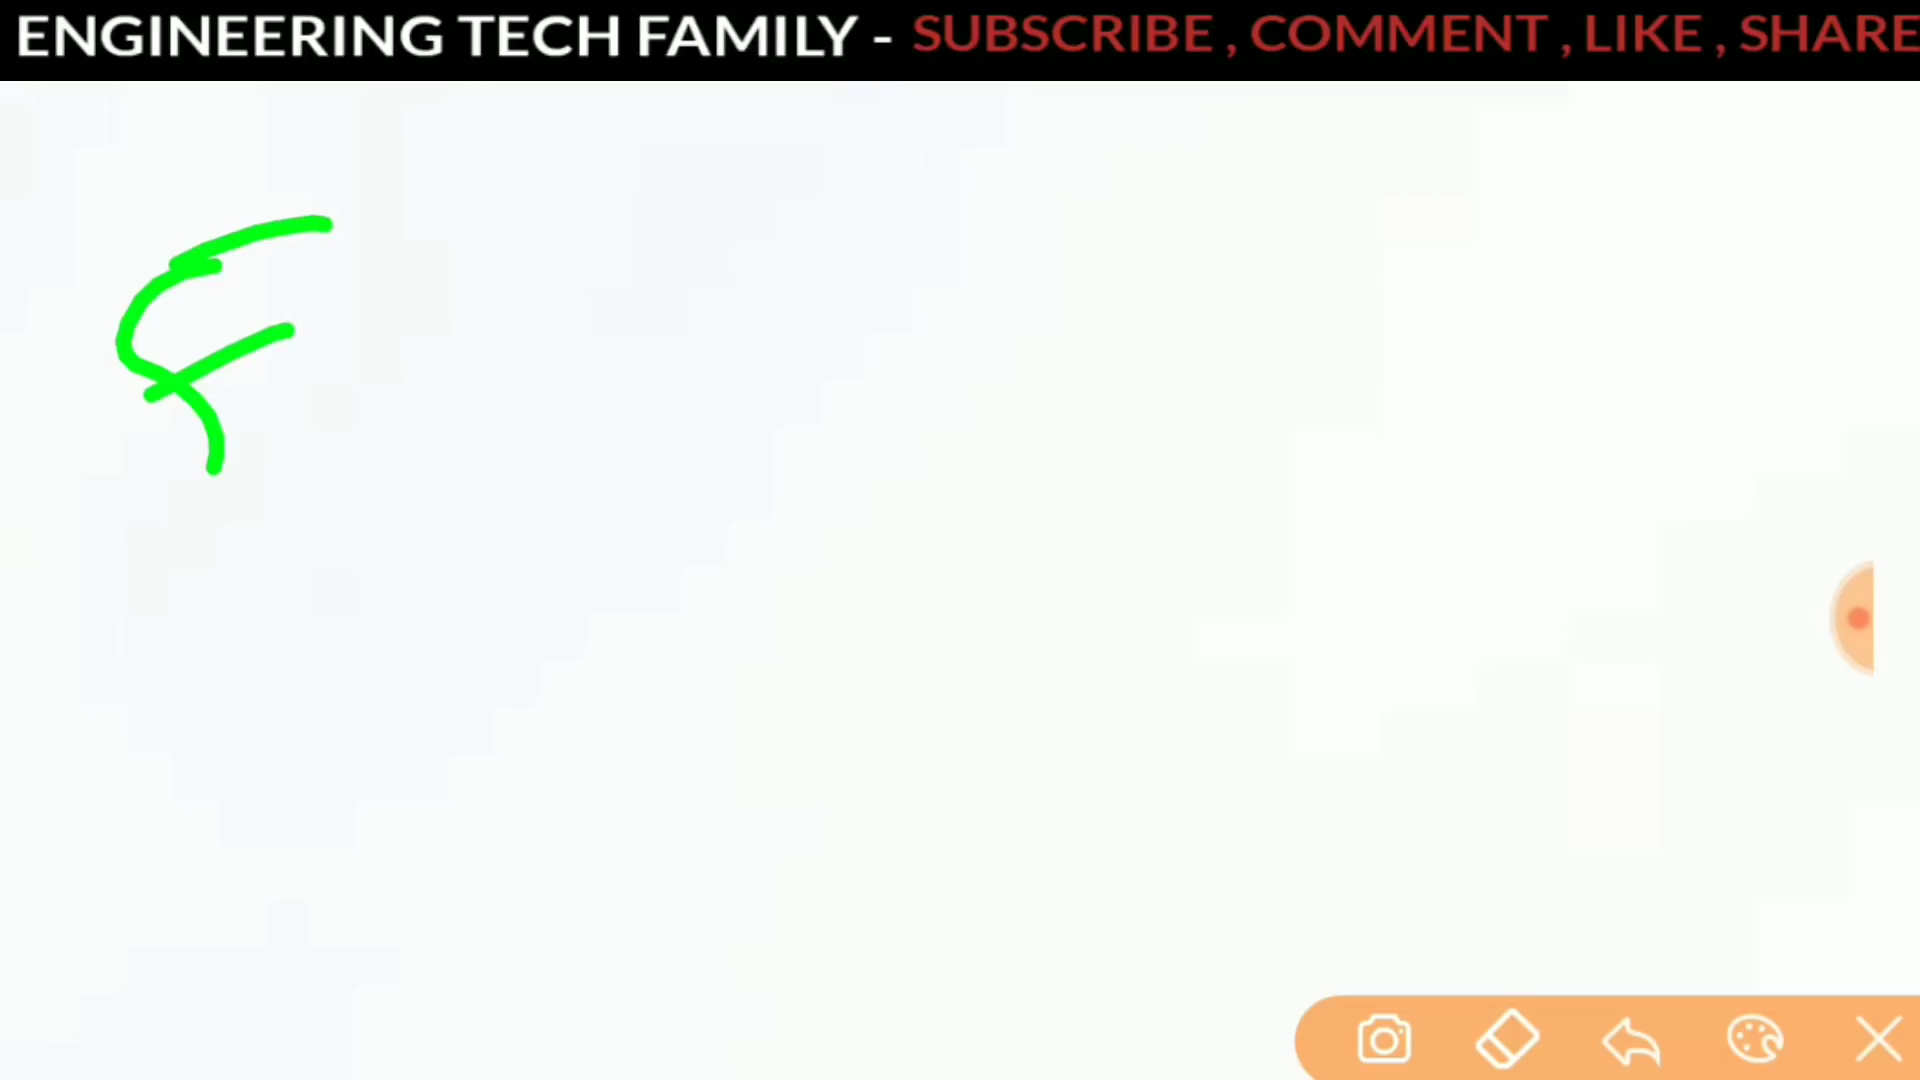 ENGINEERING TECH FAMILY - SUBSCRIBE , COMMENT , LIKE , SHARE
F